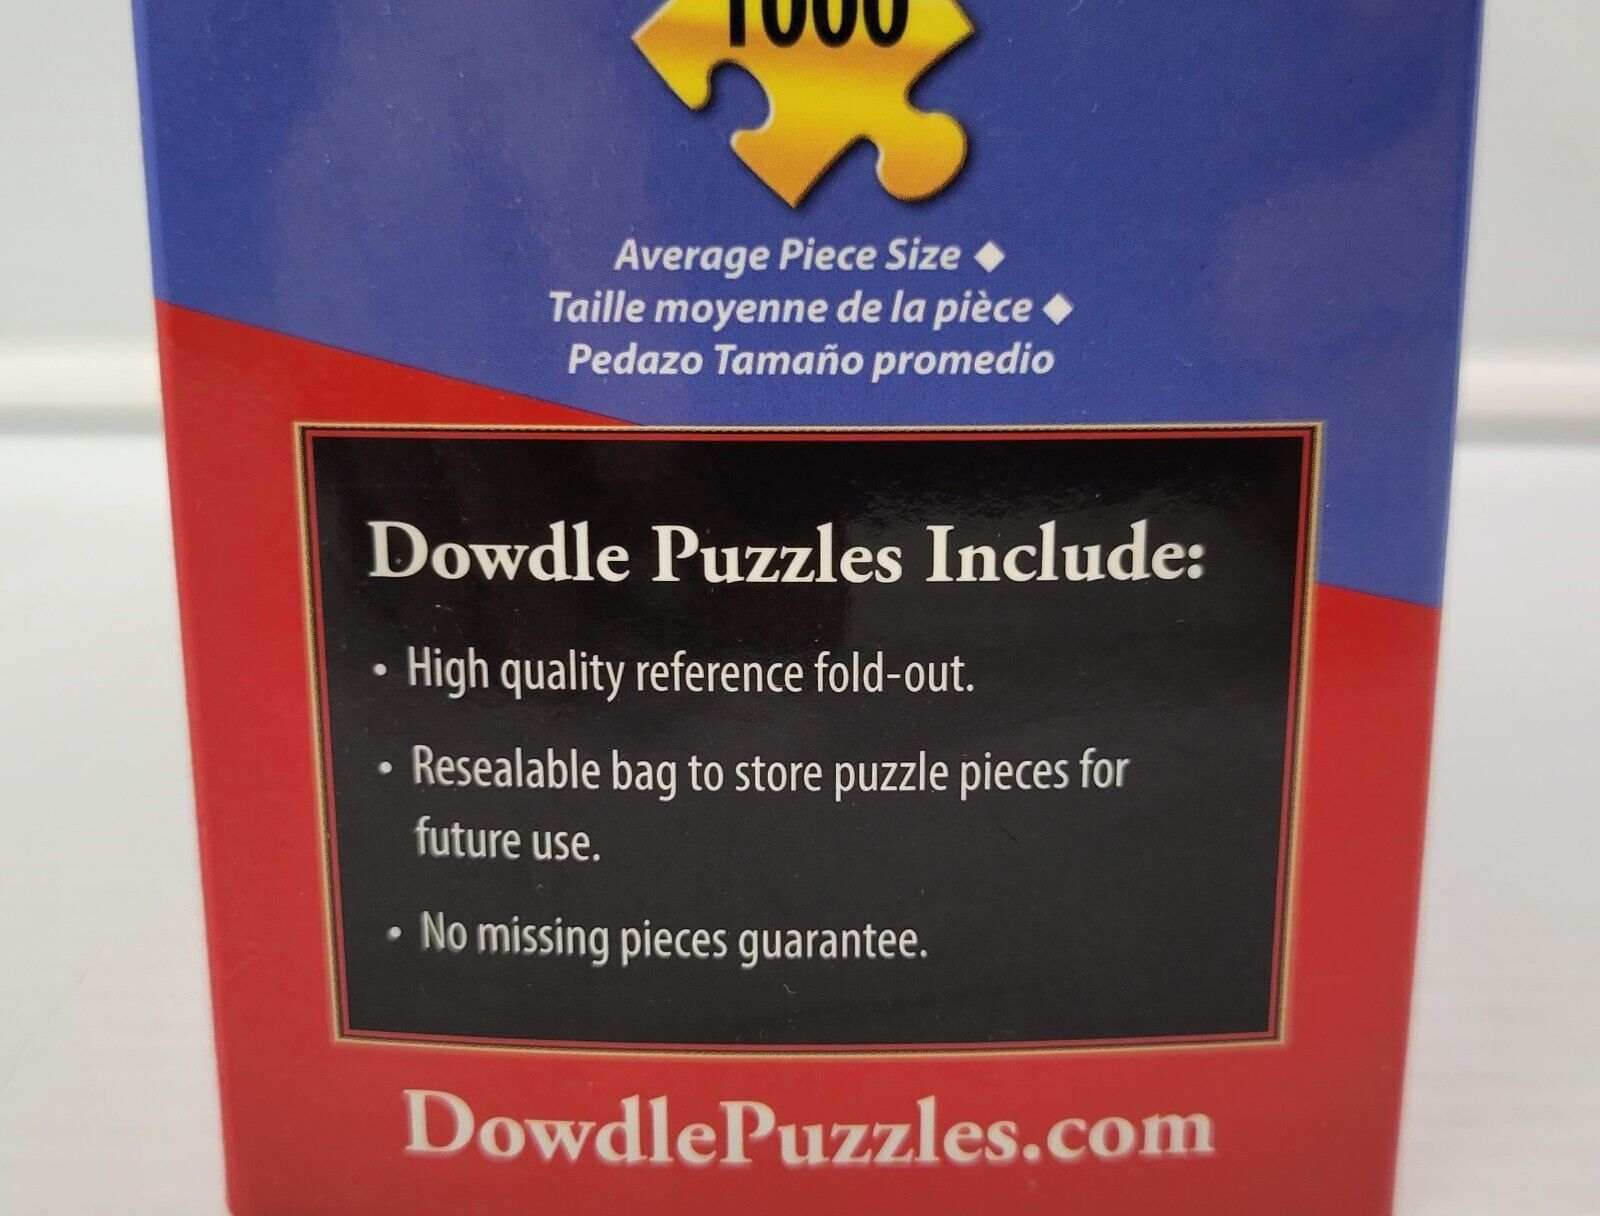 1000
Average Piece Size ◆
Taille moyenne de la pièce ◆
Pedazo Tamaño promedio
Dowdle Puzzles Include:
• High quality reference fold-out.
• Resealable bag to store puzzle pieces for
future use.
• No missing pieces guarantee.
DowdlePuzzles.com